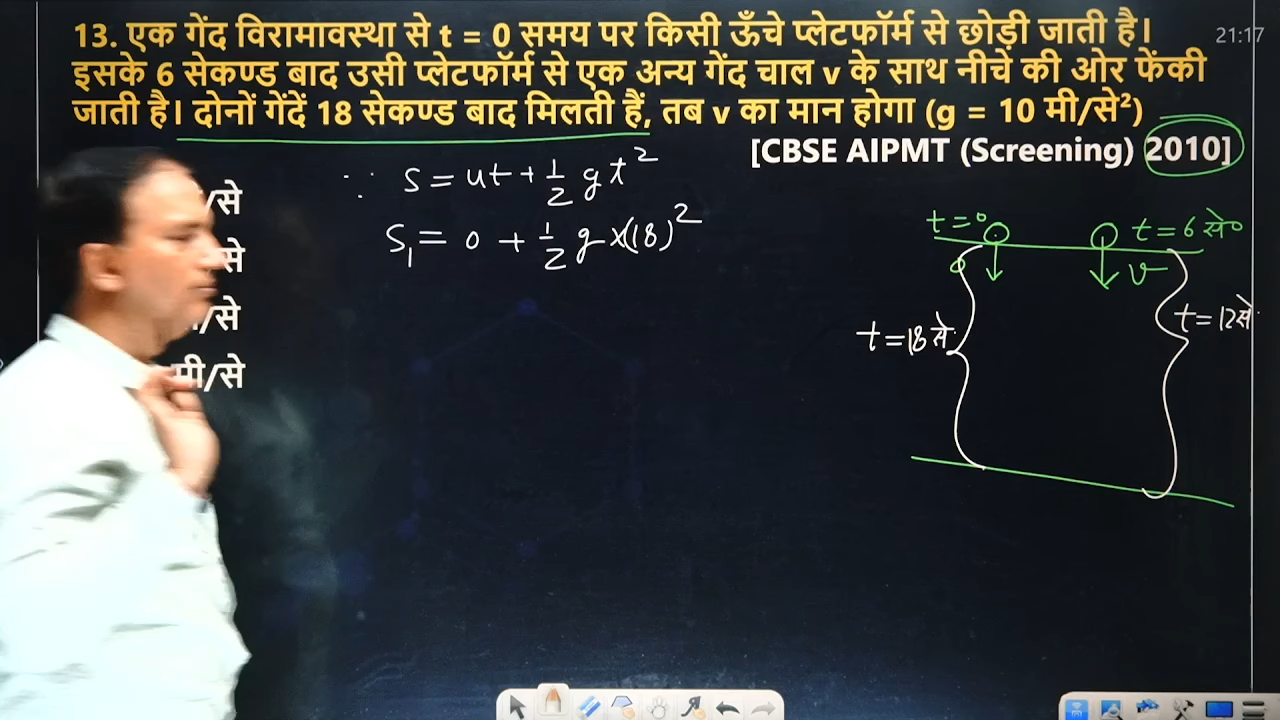 13. एक गेंद विरामावस्था से t = 0 समय पर किसी ऊँचे प्लेटफॉर्म से छोड़ी जाती है।
21:17
इसके 6 सेकण्ड बाद उसी प्लेटफॉर्म से एक अन्य गेंद चाल v के साथ नीचे की ओर फेंकी
जाती है। दोनों गेंदें 18 सेकण्ड बाद मिलती हैं, तब v का मान होगा (g = 10 मी/से²)
[CBSE AIPMT (Screening) 2010]
∵ s = ut + 1/2 gt²
/से
S₁ = 0 + 1/2 g×(18)²
t = 0
t = 6 से०
v
से
/से
t = 18 से.
t = 12 से.
मी/से